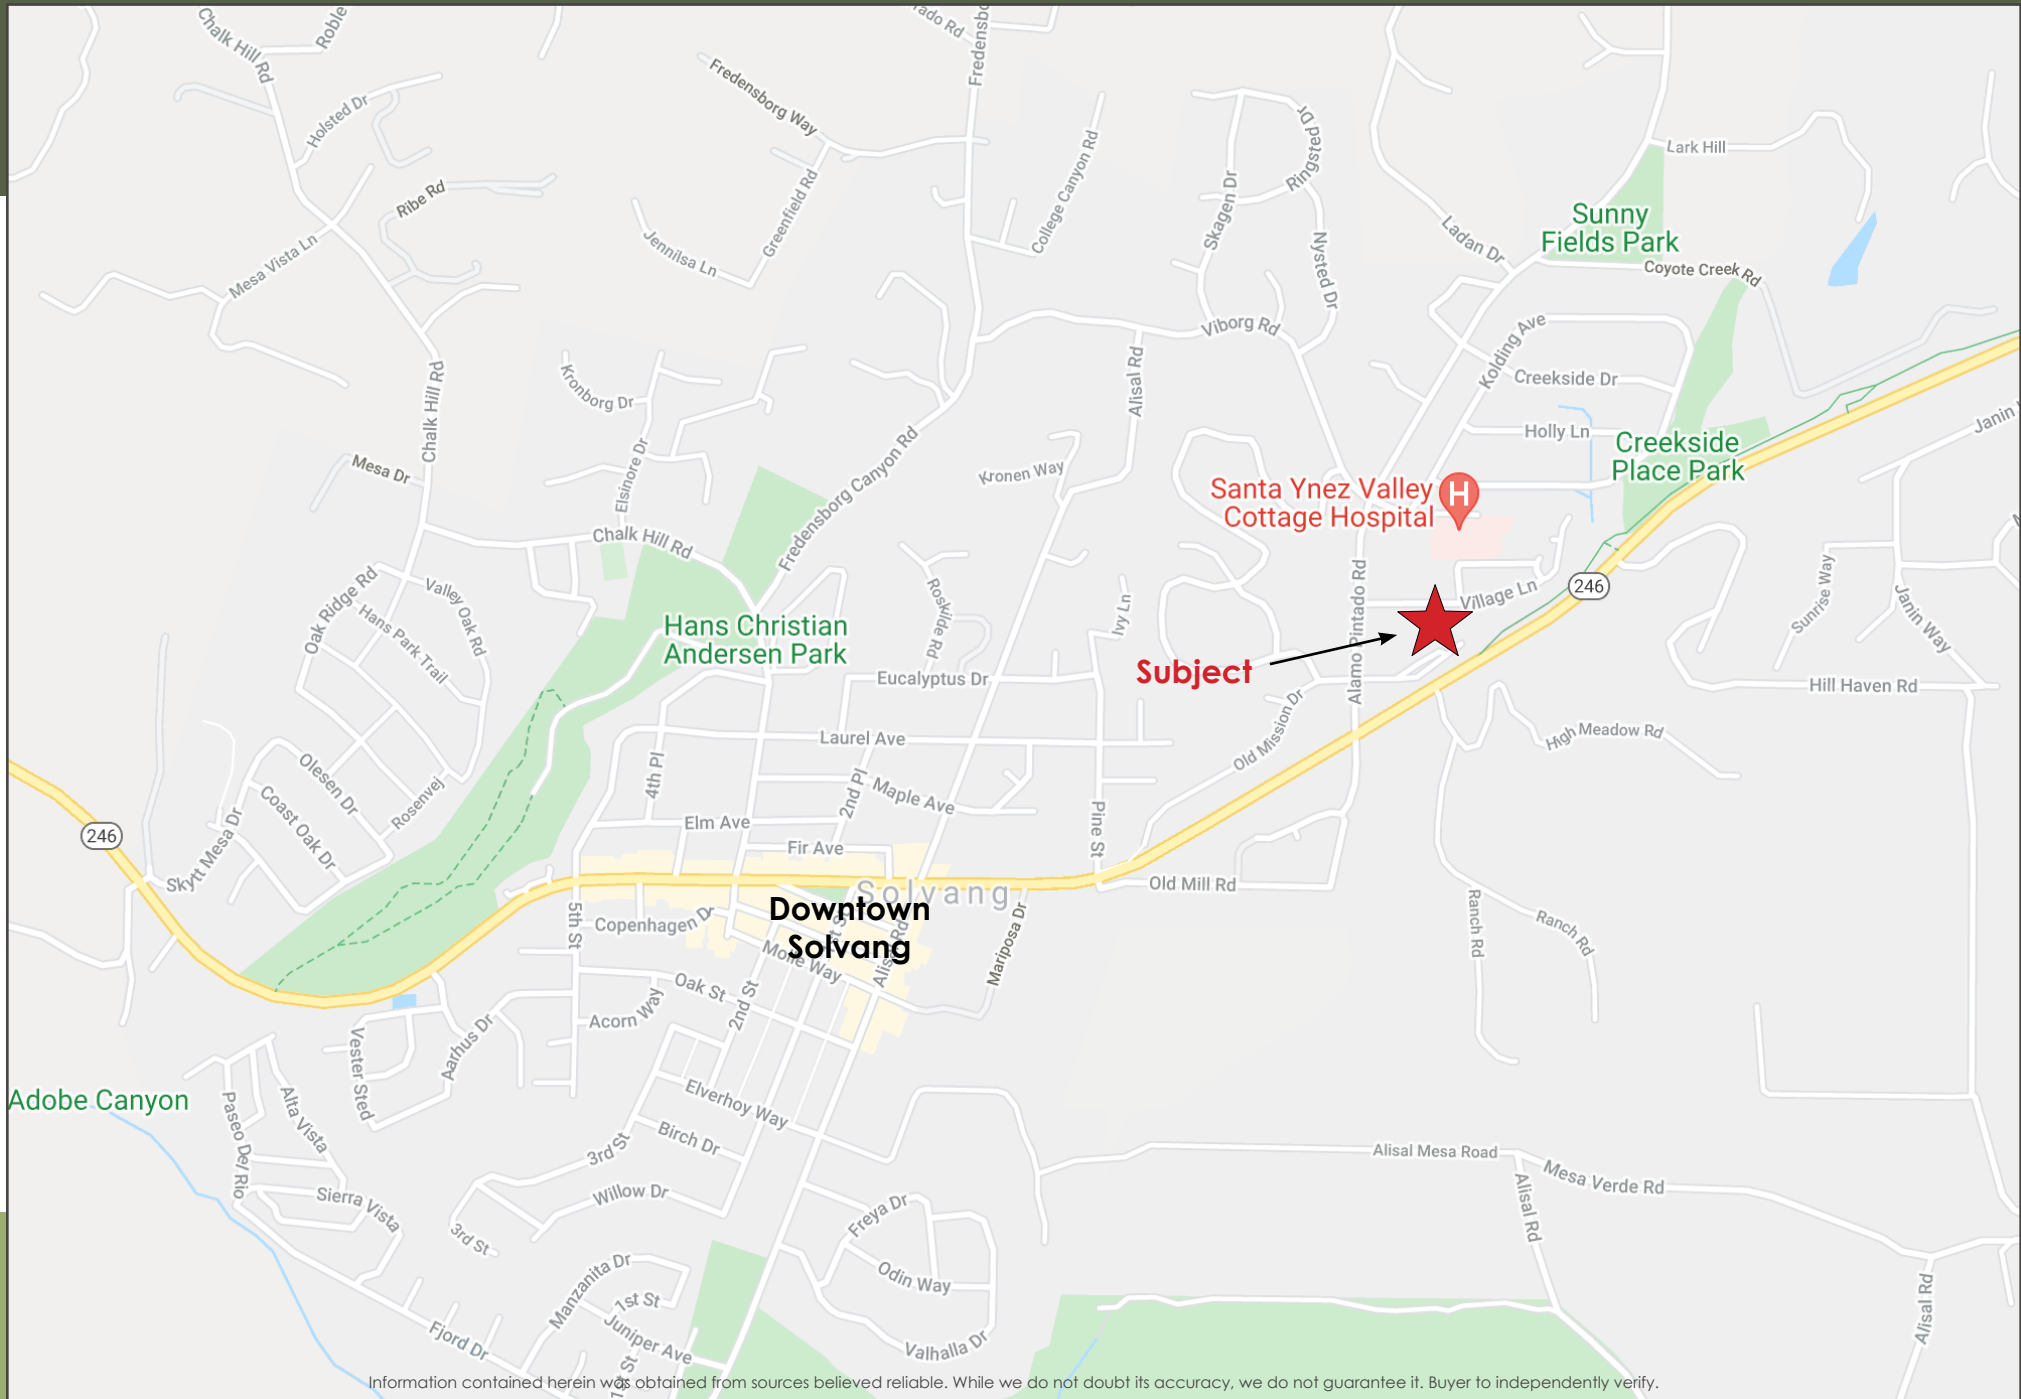 Chalk Hill Rd
Roble
Fredensbo
rado Rd
Fredensborg Way
Holsted Dr
Ringsted Dr
Lark Hill
College Canyon Rd
Greenfield Rd
Skagen Dr
Ribe Rd
Sunny
Fields Park
Ladan Dr
Jennilsa Ln
Mesa Vista Ln
Nysted Dr
Coyote Creek Rd
Viborg Rd
Kolding Ave
Kronborg Dr
Alisal Rd
Creekside Dr
Chalk Hill Rd
Janin
Holly Ln
Creekside
Place Park
Mesa Dr
Elsinore Dr
Fredensborg Canyon Rd
Kronen Way
Santa Ynez Valley
Cottage Hospital
H
Chalk Hill Rd
Oak Ridge Rd
Valley Oak Rd
Hans Park Trail
Roskilde Rd
Ivy Ln
Alamo Pintado Rd
Village Ln
246
Sunrise Way
Janin Way
Hans Christian
Andersen Park
Subject
Eucalyptus Dr
Hill Haven Rd
Old Mission Dr
High Meadow Rd
Laurel Ave
Olesen Dr
4th Pl
2nd Pl
Maple Ave
Coast Oak Dr
Rosenvej
Elm Ave
Pine St
246
Skytt Mesa Dr
Fir Ave
Solvang
Old Mill Rd
Downtown
Solvang
5th St
Copenhagen Dr
Molle Way
Alisal Rd
Mariposa Dr
Ranch Rd
Ranch Rd
Oak St
2nd St
Acorn Way
Aarhus Dr
Vester Sted
Adobe Canyon
Paseo Del Rio
Alta Vista
Elverhoy Way
Birch Dr
3rd St
Alisal Mesa Road
Mesa Verde Rd
Willow Dr
Sierra Vista
Freya Dr
Alisal Rd
3rd St
Odin Way
Manzanita Dr
1st St
Juniper Ave
Fjord Dr
Valhalla Dr
Alisal Rd
1st St
Information contained herein was obtained from sources believed reliable. While we do not doubt its accuracy, we do not guarantee it. Buyer to independently verify.